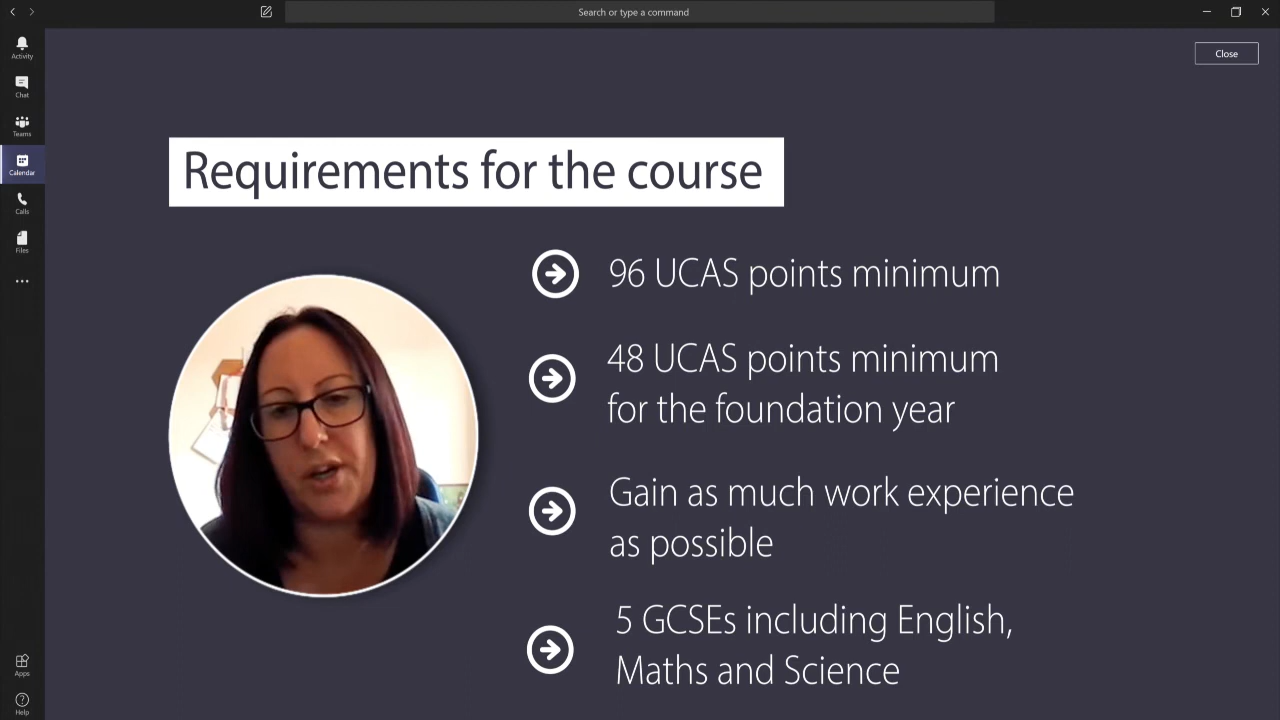 Search or type a command
Activity
Chat
Teams
Calendar
Calls
Files
Apps
Help
Close
Requirements for the course
96 UCAS points minimum
48 UCAS points minimum
for the foundation year
Gain as much work experience
as possible
5 GCSEs including English,
Maths and Science